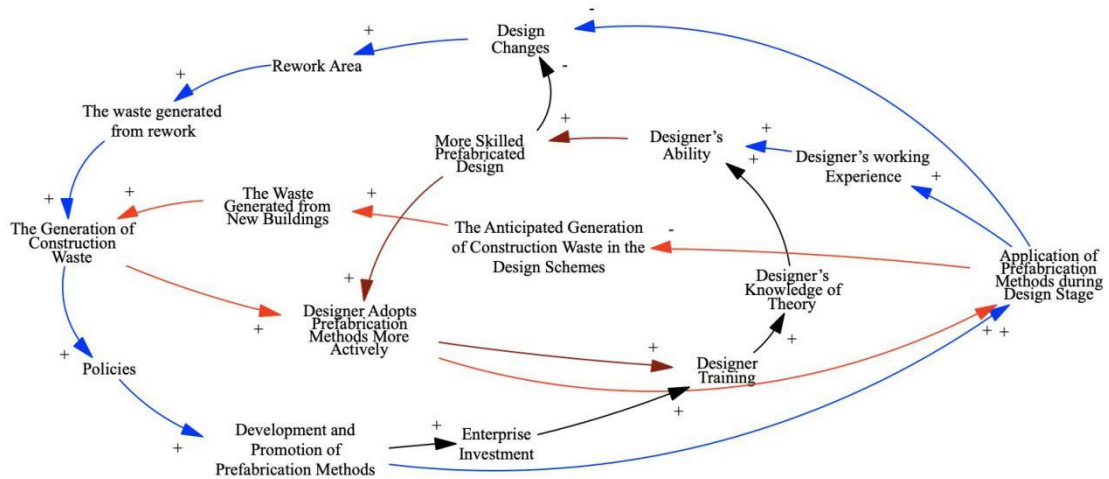 -
Design
Changes
+
Rework Area
+
-
The waste generated
from rework
More Skilled
Prefabricated
Design
+
Designer's
Ability
+
+
Designer's working
Experience
+
+
The Generation of
Construction
Waste
+
The Waste
Generated from
New Buildings
+
The Anticipated Generation
of Construction Waste in the
Design Schemes
-
Application of
Prefabrication
Methods during
Design Stage
+ +
Designer's
Knowledge of
Theory
+
+
Designer Adopts
Prefabrication
Methods More
Actively
+
+
Designer
Training
+
+
Policies
+
Development and
Promotion of
Prefabrication Methods
+
Enterprise
Investment